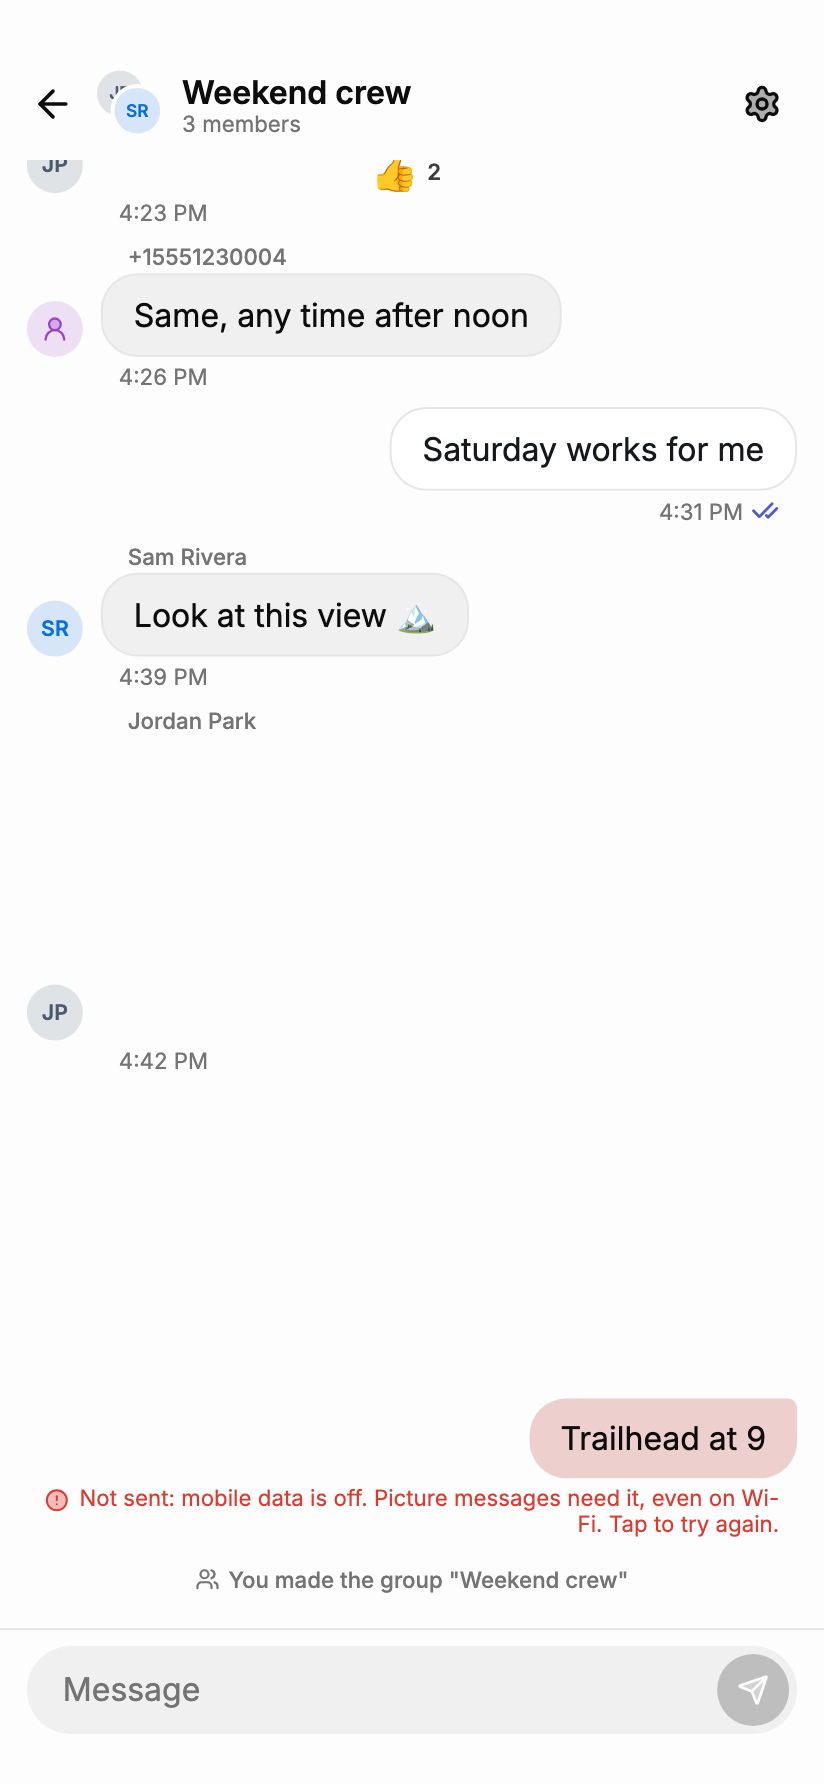 JP
SR
Weekend crew
3 members
JP
👍 2
4:23 PM
+15551230004
Same, any time after noon
4:26 PM
Saturday works for me
4:31 PM
Sam Rivera
SR
Look at this view 🏔️
4:39 PM
Jordan Park
JP
4:42 PM
Trailhead at 9
Not sent: mobile data is off. Picture messages need it, even on Wi-
Fi. Tap to try again.
You made the group "Weekend crew"
Message